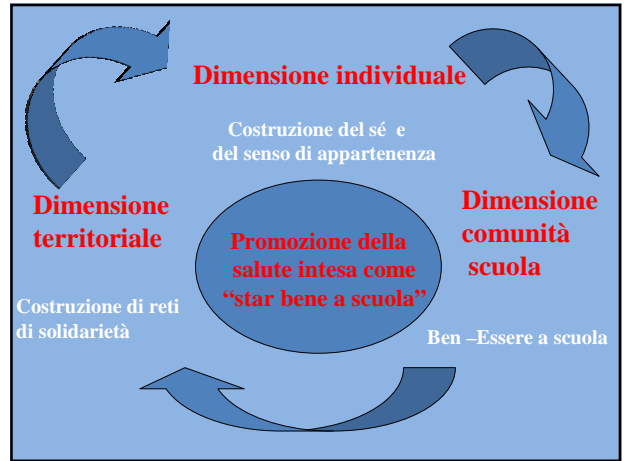 Dimensione individuale
Costruzione del sé e
del senso di appartenenza
Dimensione
territoriale
Costruzione di reti
di solidarietà
Promozione della
salute intesa come
“star bene a scuola”
Dimensione
comunità
scuola
Ben –Essere a scuola